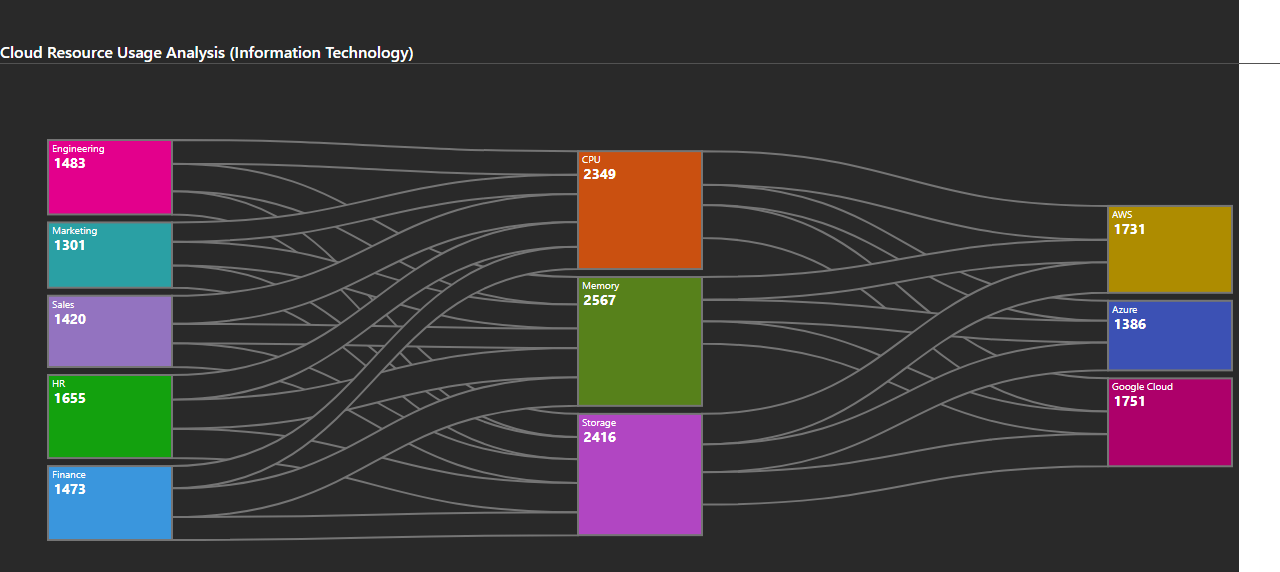 Cloud Resource Usage Analysis (Information Technology)
Engineering
1483
Marketing
1301
Sales
1420
HR
1655
Finance
1473
CPU
2349
Memory
2567
Storage
2416
AWS
1731
Azure
1386
Google Cloud
1751